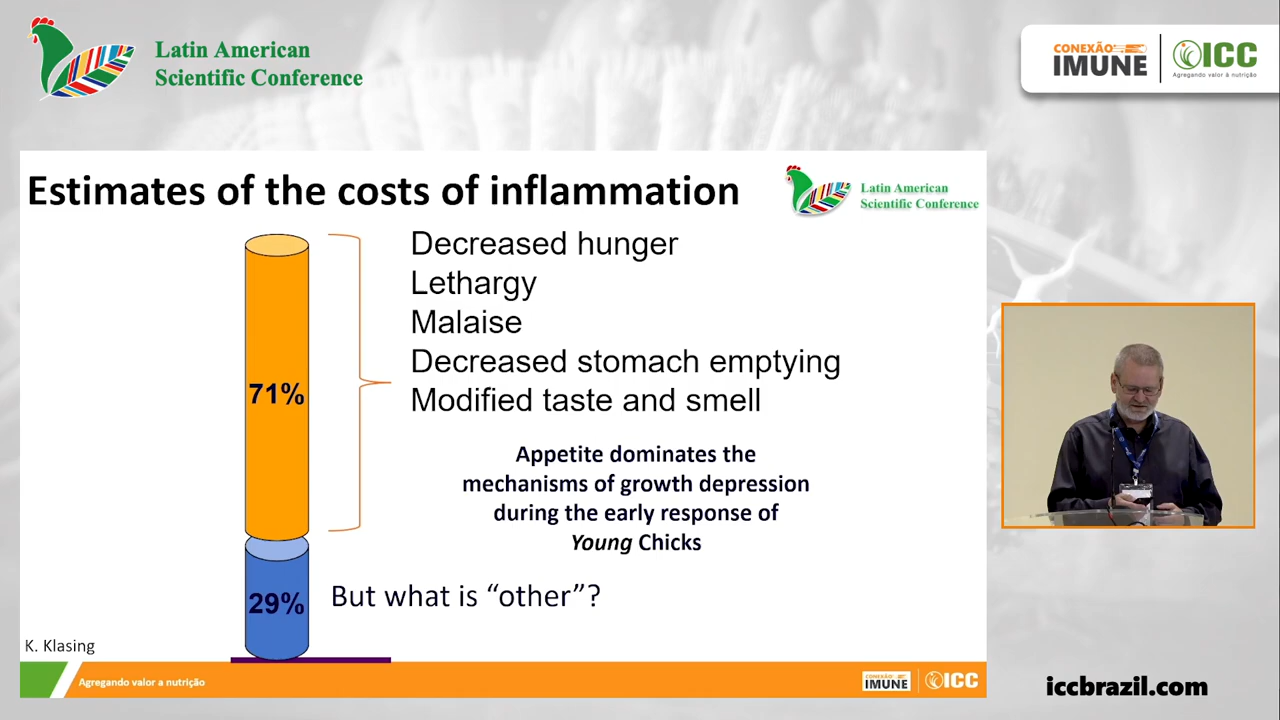 Latin American
Scientific Conference
CONEXÃO
IMUNE
ICC
Agregando valor à nutrição
Estimates of the costs of inflammation
Latin American
Scientific Conference
Decreased hunger
Lethargy
Malaise
Decreased stomach emptying
Modified taste and smell
71%
Appetite dominates the
mechanisms of growth depression
during the early response of
Young Chicks
29%
But what is “other”?
K. Klasing
Agregando valor a nutrição
CONEXÃO
IMUNE
ICC
iccbrazil.com